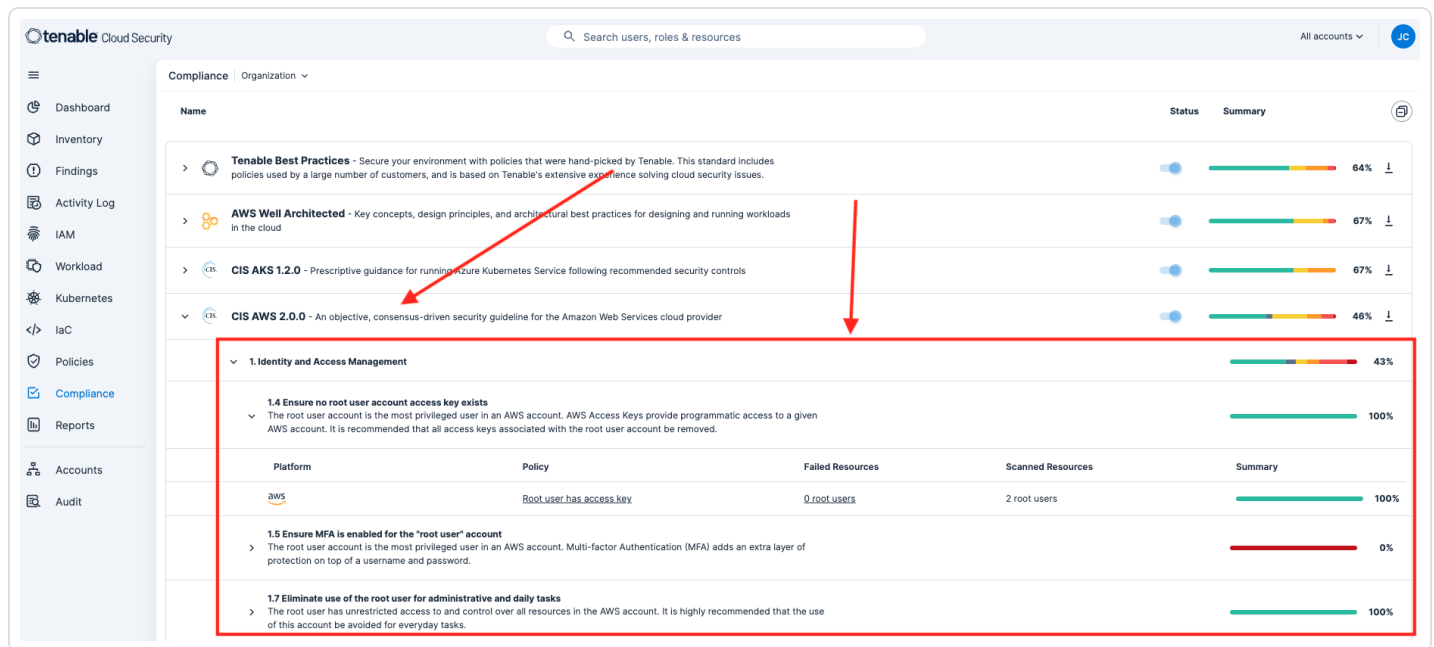 tenable Cloud Security
Search users, roles & resources
All accounts
JC
Compliance
Organization
Dashboard
Inventory
Findings
Activity Log
IAM
Workload
Kubernetes
IaC
Policies
Compliance
Reports
Accounts
Audit
Name Status Summary
Tenable Best Practices - Secure your environment with policies that were hand-picked by Tenable. This standard includes
policies used by a large number of customers, and is based on Tenable's extensive experience solving cloud security issues.
64%
AWS Well Architected - Key concepts, design principles, and architectural best practices for designing and running workloads
in the cloud
67%
CIS. CIS AKS 1.2.0 - Prescriptive guidance for running Azure Kubernetes Service following recommended security controls
67%
CIS. CIS AWS 2.0.0 - An objective, consensus-driven security guideline for the Amazon Web Services cloud provider
46%
1. Identity and Access Management
43%
1.4 Ensure no root user account access key exists
The root user account is the most privileged user in an AWS account. AWS Access Keys provide programmatic access to a given
AWS account. It is recommended that all access keys associated with the root user account be removed.
100%
Platform Policy Failed Resources Scanned Resources Summary
aws Root user has access key 0 root users 2 root users 100%
1.5 Ensure MFA is enabled for the "root user" account
The root user account is the most privileged user in an AWS account. Multi-factor Authentication (MFA) adds an extra layer of
protection on top of a username and password.
0%
1.7 Eliminate use of the root user for administrative and daily tasks
The root user has unrestricted access to and control over all resources in the AWS account. It is highly recommended that the use
of this account be avoided for everyday tasks.
100%